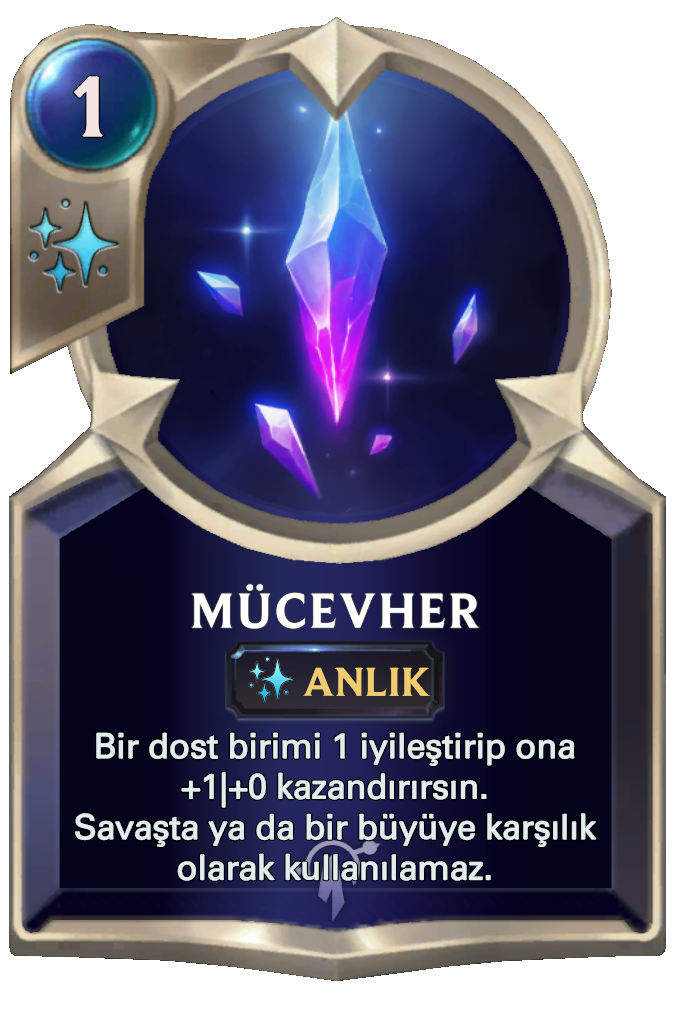 1
MÜCEVHER
ANLIK
Bir dost birimi 1 iyileştirip ona
+1|+0 kazandırırsın.
Savaşta ya da bir büyüye karşılık
olarak kullanılamaz.